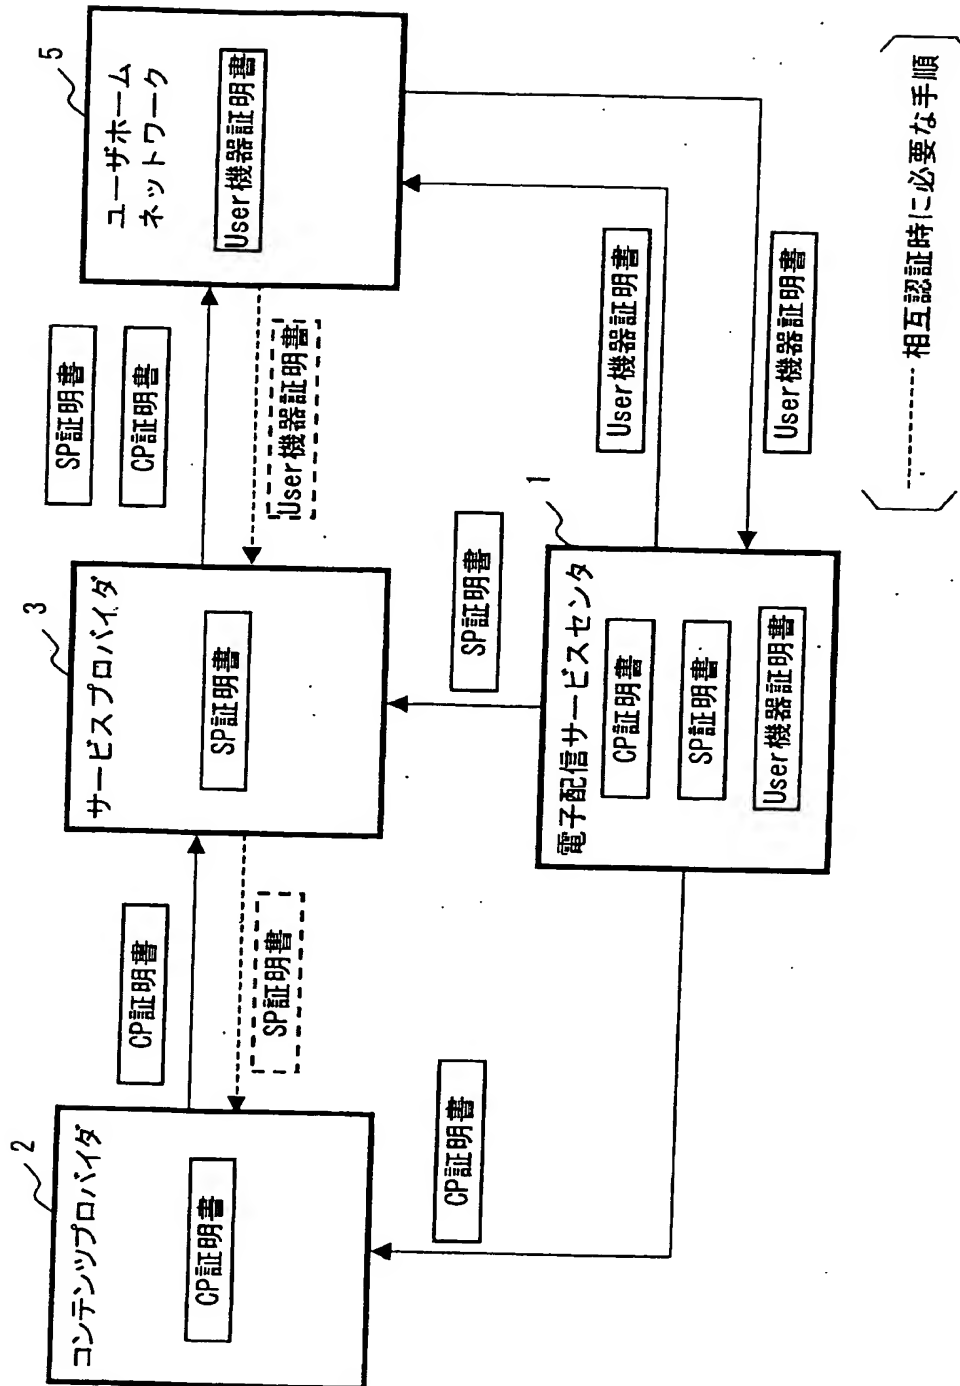 2
コンテンツプロバイダ
CP証明書
CP証明書
SP証明書
3
サービスプロバイダ
SP証明書
SP証明書
CP証明書
User機器証明書
5
ユーザホーム
ネットワーク
User機器証明書
CP証明書
SP証明書
1
電子配信サービスセンタ
CP証明書
SP証明書
User機器証明書
User機器証明書
User機器証明書
相互認証時に必要な手順